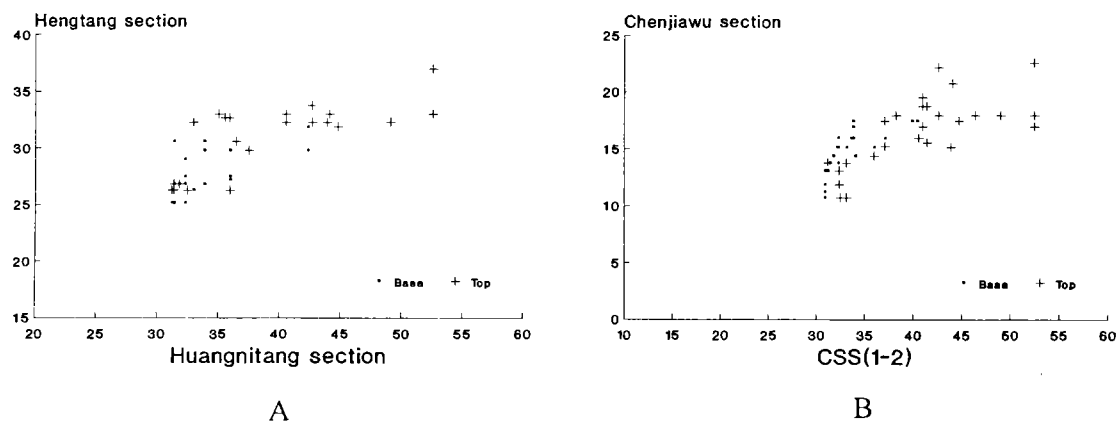 Hengtang section
40
35
30
25
20
15
20 25 30 35 40 45 50 55 60
Base Top
Huangnitang section
A
Chenjiawu section
25
20
15
10
5
0
10 15 20 25 30 35 40 45 50 55 60
Base Top
CSS(1-2)
B